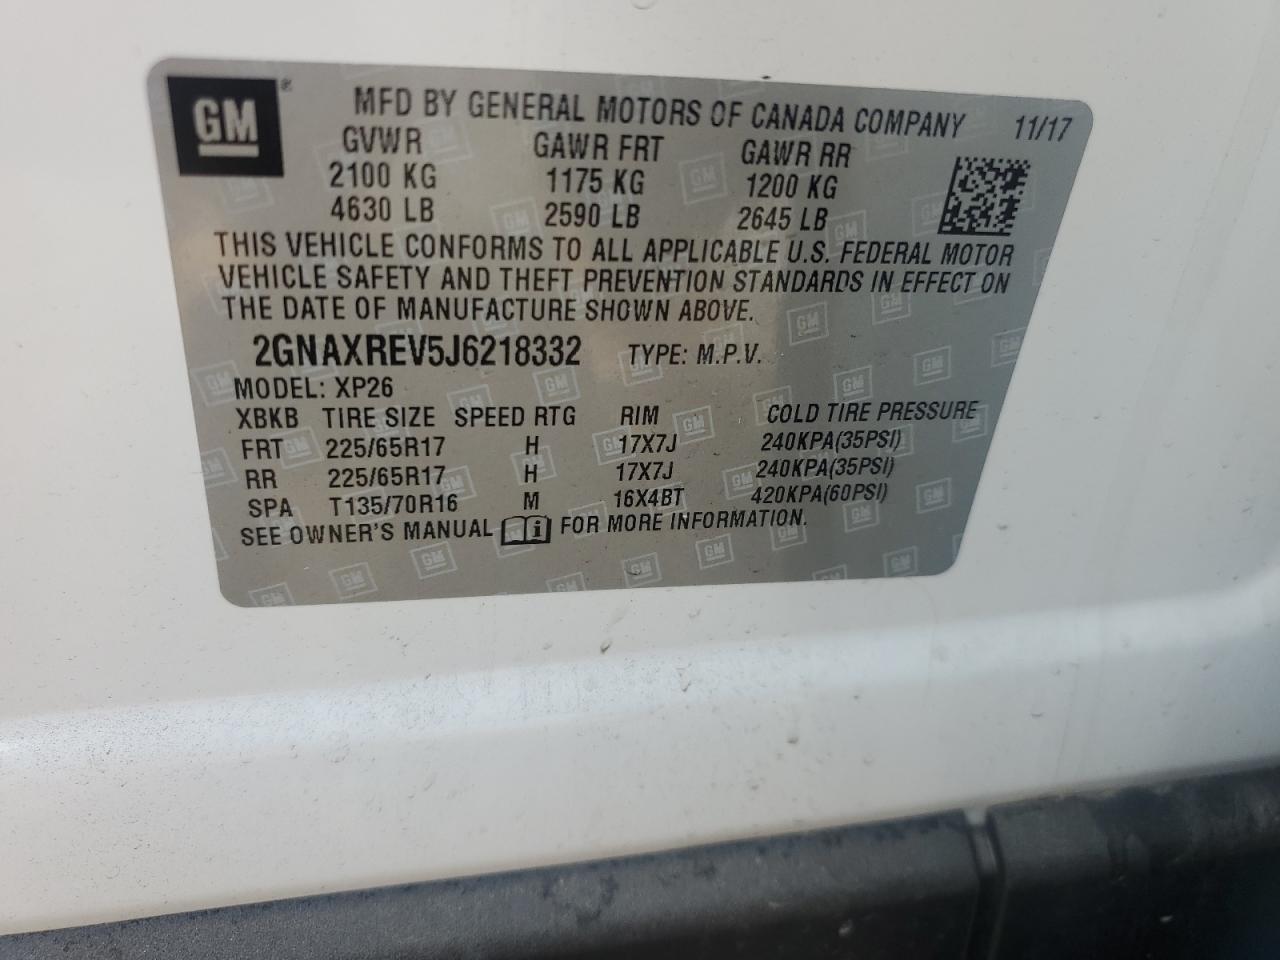 GM ®
MFD BY GENERAL MOTORS OF CANADA COMPANY 11/17
GVWR GAWR FRT GAWR RR
2100 KG 1175 KG 1200 KG
4630 LB 2590 LB 2645 LB
THIS VEHICLE CONFORMS TO ALL APPLICABLE U.S. FEDERAL MOTOR
VEHICLE SAFETY AND THEFT PREVENTION STANDARDS IN EFFECT ON
THE DATE OF MANUFACTURE SHOWN ABOVE.
2GNAXREV5J6218332 TYPE: M.P.V.
MODEL: XP26
XBKB TIRE SIZE SPEED RTG RIM COLD TIRE PRESSURE
FRT 225/65R17 H 17X7J 240KPA(35PSI)
RR 225/65R17 H 17X7J 240KPA(35PSI)
SPA T135/70R16 M 16X4BT 420KPA(60PSI)
SEE OWNER'S MANUAL i FOR MORE INFORMATION.